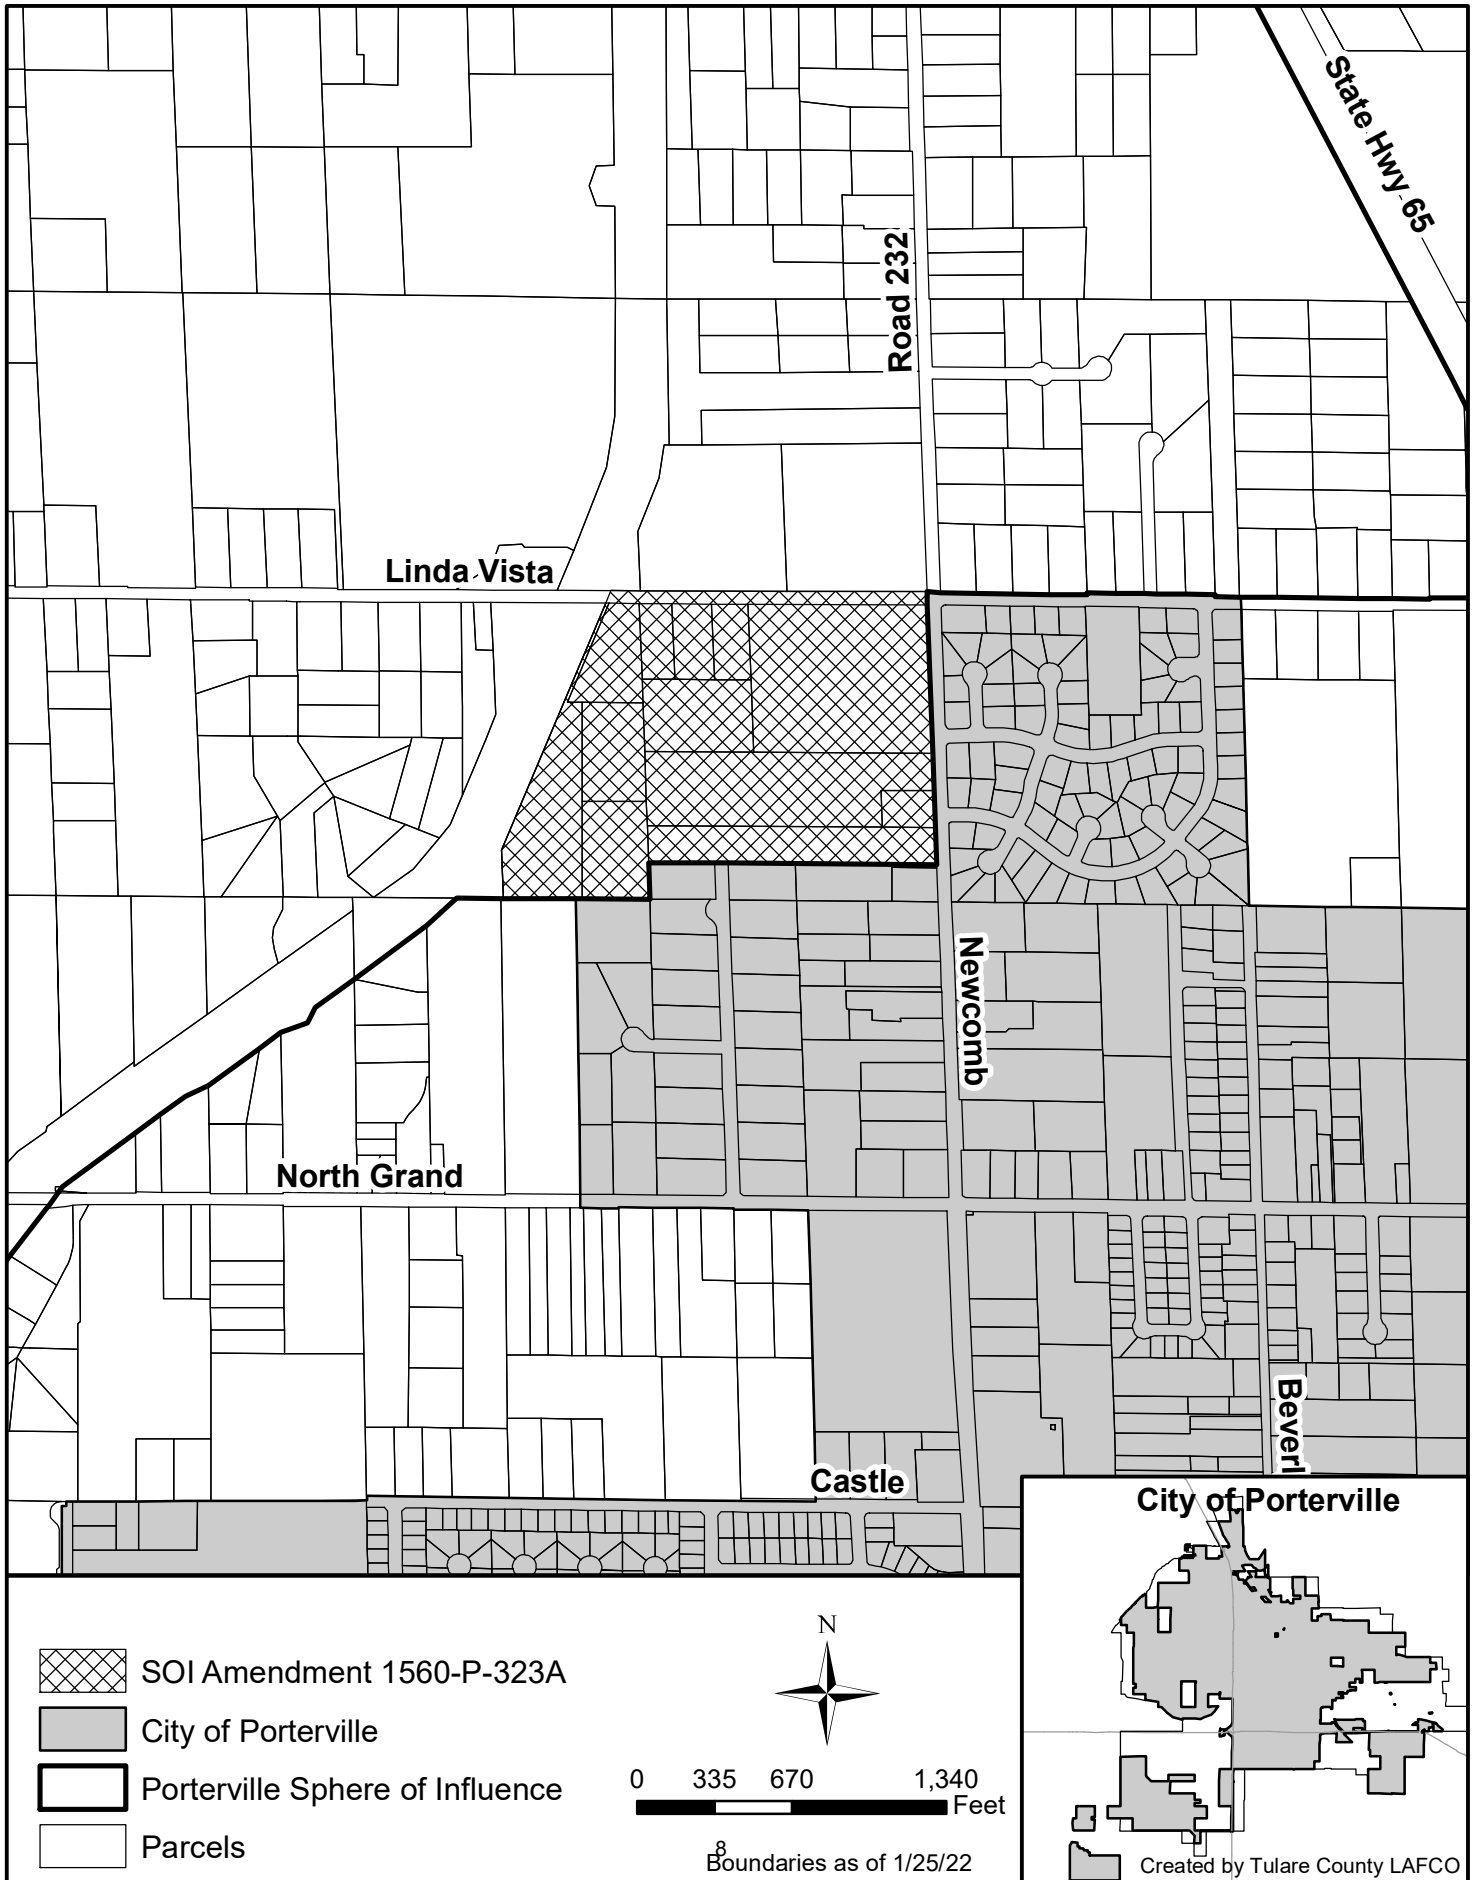 State Hwy 65
Road 232
Linda Vista
Newcomb
North Grand
Beverl
Castle
City of Porterville
N
SOI Amendment 1560-P-323A
City of Porterville
Porterville Sphere of Influence
Parcels
0 335 670 1,340
Feet
8
Boundaries as of 1/25/22
Created by Tulare County LAFCO